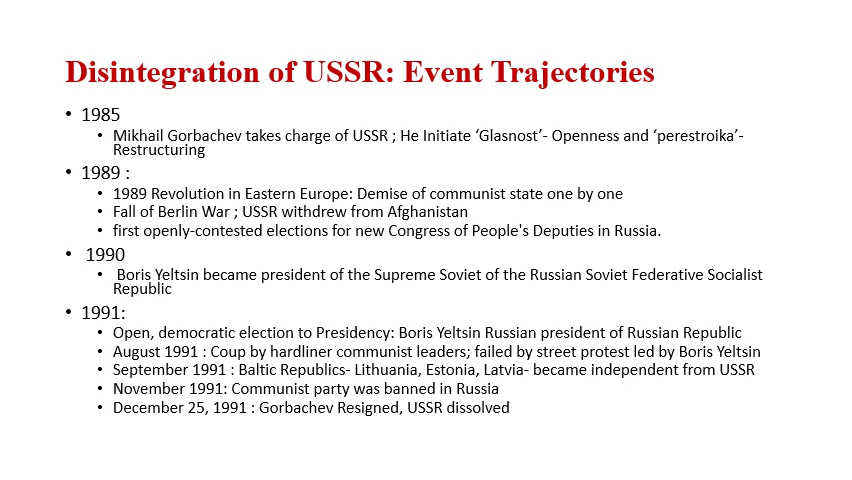 Disintegration of USSR: Event Trajectories
• 1985
• Mikhail Gorbachev takes charge of USSR ; He Initiate ‘Glasnost’- Openness and ‘perestroika’-
Restructuring
• 1989 :
• 1989 Revolution in Eastern Europe: Demise of communist state one by one
• Fall of Berlin War ; USSR withdrew from Afghanistan
• first openly-contested elections for new Congress of People's Deputies in Russia.
• 1990
• Boris Yeltsin became president of the Supreme Soviet of the Russian Soviet Federative Socialist
Republic
• 1991:
• Open, democratic election to Presidency: Boris Yeltsin Russian president of Russian Republic
• August 1991 : Coup by hardliner communist leaders; failed by street protest led by Boris Yeltsin
• September 1991 : Baltic Republics- Lithuania, Estonia, Latvia- became independent from USSR
• November 1991: Communist party was banned in Russia
• December 25, 1991 : Gorbachev Resigned, USSR dissolved